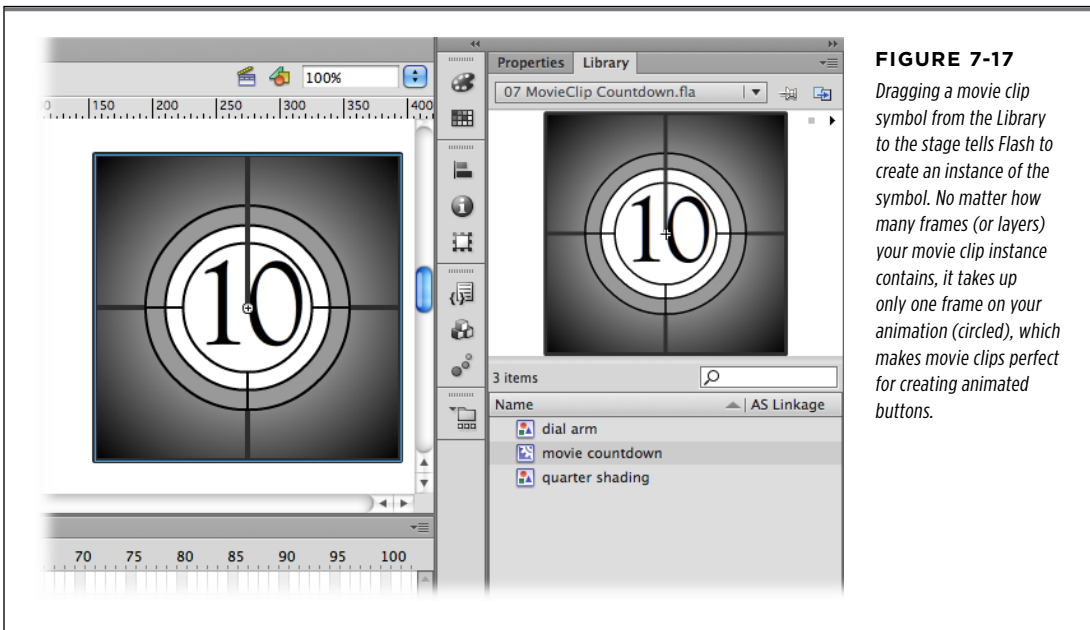 100%
0 150 200 250 300 350 400
10
70 75 80 85 90 95 100
Properties Library
07 MovieClip Countdown.fla
10
3 items
Name AS Linkage
dial arm
movie countdown
quarter shading
FIGURE 7-17
Dragging a movie clip
symbol from the Library
to the stage tells Flash to
create an instance of the
symbol. No matter how
many frames (or layers)
your movie clip instance
contains, it takes up
only one frame on your
animation (circled), which
makes movie clips perfect
for creating animated
buttons.